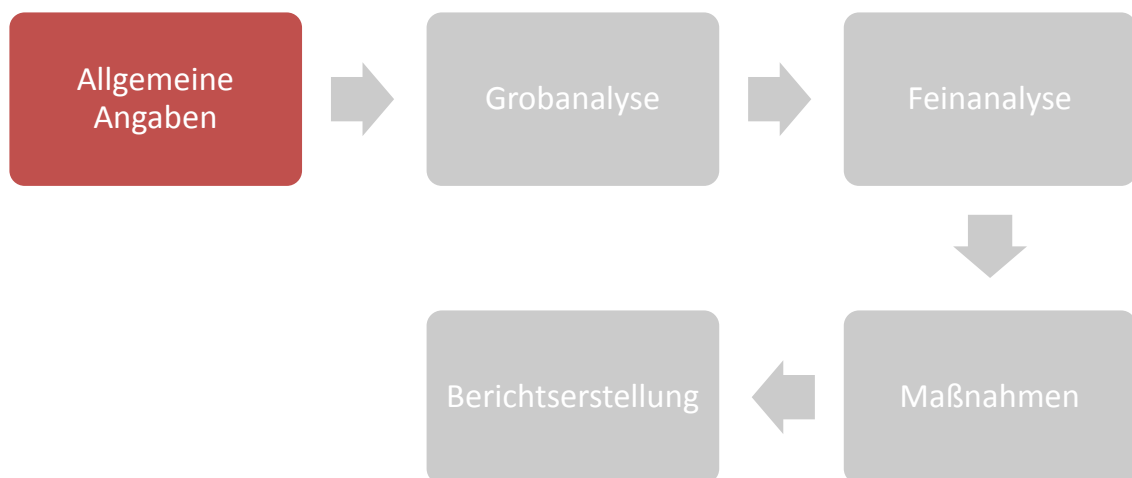 Allgemeine
Angaben
Grobanalyse
Feinanalyse
Maßnahmen
Berichtserstellung